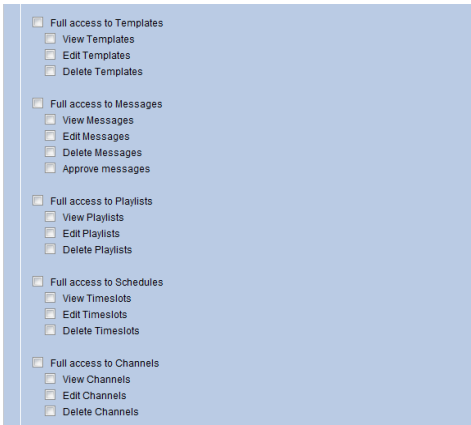 Full access to Templates
View Templates
Edit Templates
Delete Templates
Full access to Messages
View Messages
Edit Messages
Delete Messages
Approve messages
Full access to Playlists
View Playlists
Edit Playlists
Delete Playlists
Full access to Schedules
View Timeslots
Edit Timeslots
Delete Timeslots
Full access to Channels
View Channels
Edit Channels
Delete Channels